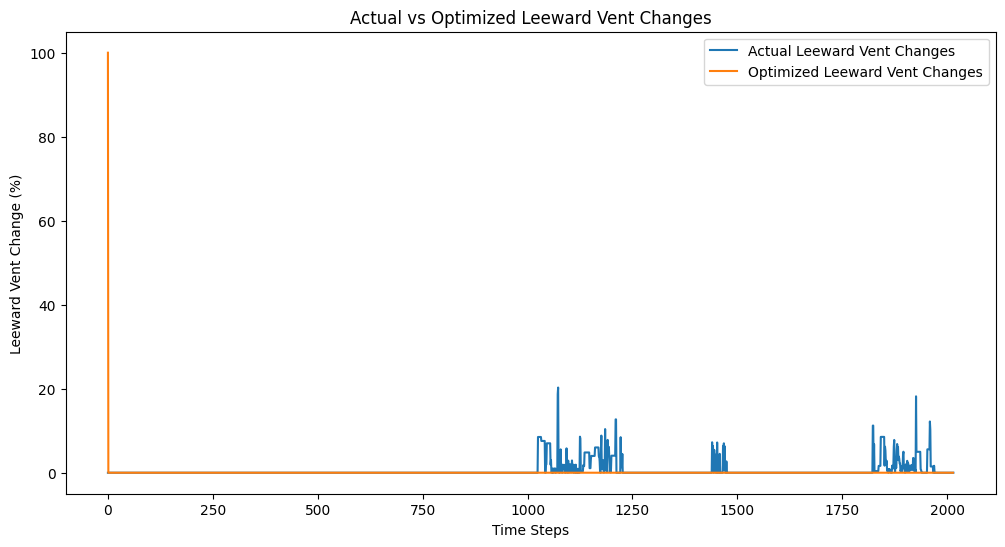 Actual vs Optimized Leeward Vent Changes
Actual Leeward Vent Changes
Optimized Leeward Vent Changes
Leeward Vent Change (%)
100
80
60
40
20
0
0 250 500 750 1000 1250 1500 1750 2000
Time Steps